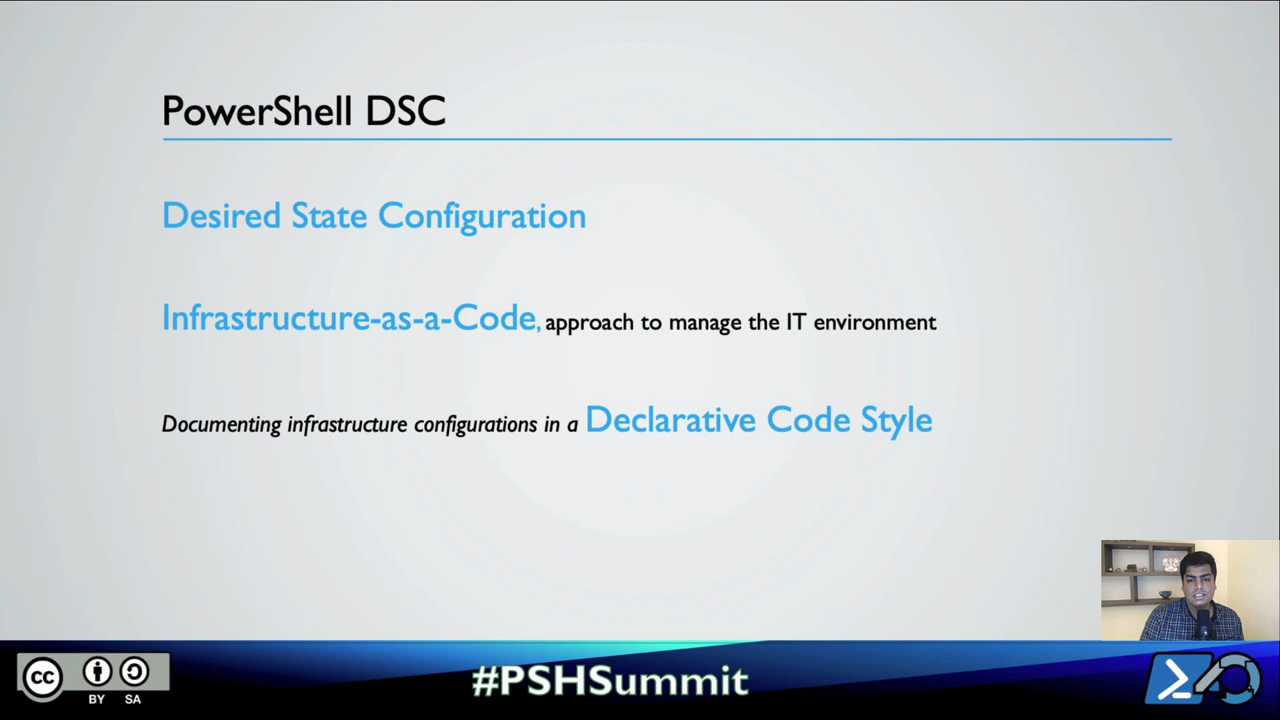 PowerShell DSC
Desired State Configuration
Infrastructure-as-a-Code, approach to manage the IT environment
Documenting infrastructure configurations in a Declarative Code Style
cc
BY SA
#PSHSummit